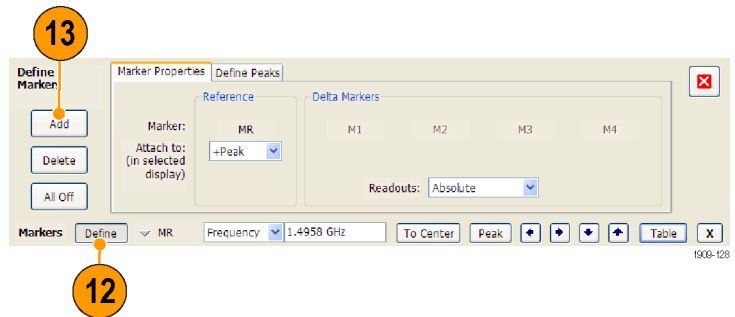 13
Define
Markers
Marker Properties
Define Peaks
Reference
Delta Markers
Add
Marker:
MR
M1
M2
M3
M4
Attach to:
(in selected
display)
+Peak
Delete
Readouts:
Absolute
All Off
Markers
Define
MR
Frequency
1.4958 GHz
To Center
Peak
Table
X
1909-128
12